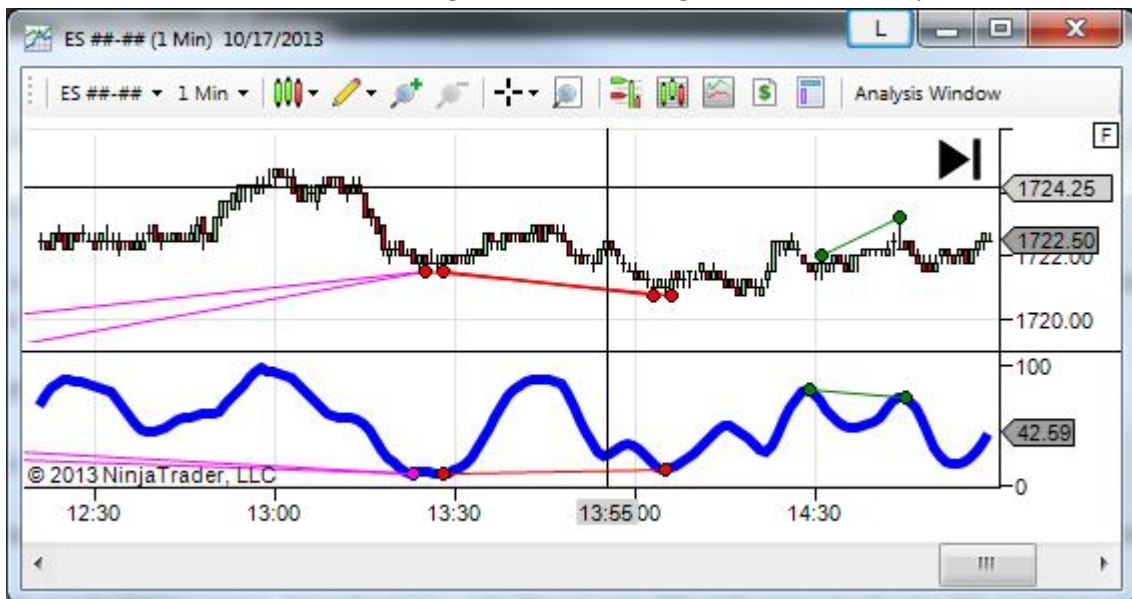 ES ##-## (1 Min) 10/17/2013
L
ES ##-## 1 Min
Analysis Window
F
1724.25
1722.50
1722.00
1720.00
100
42.59
0
© 2013 NinjaTrader, LLC
12:30 13:00 13:30 13:55 00 14:30